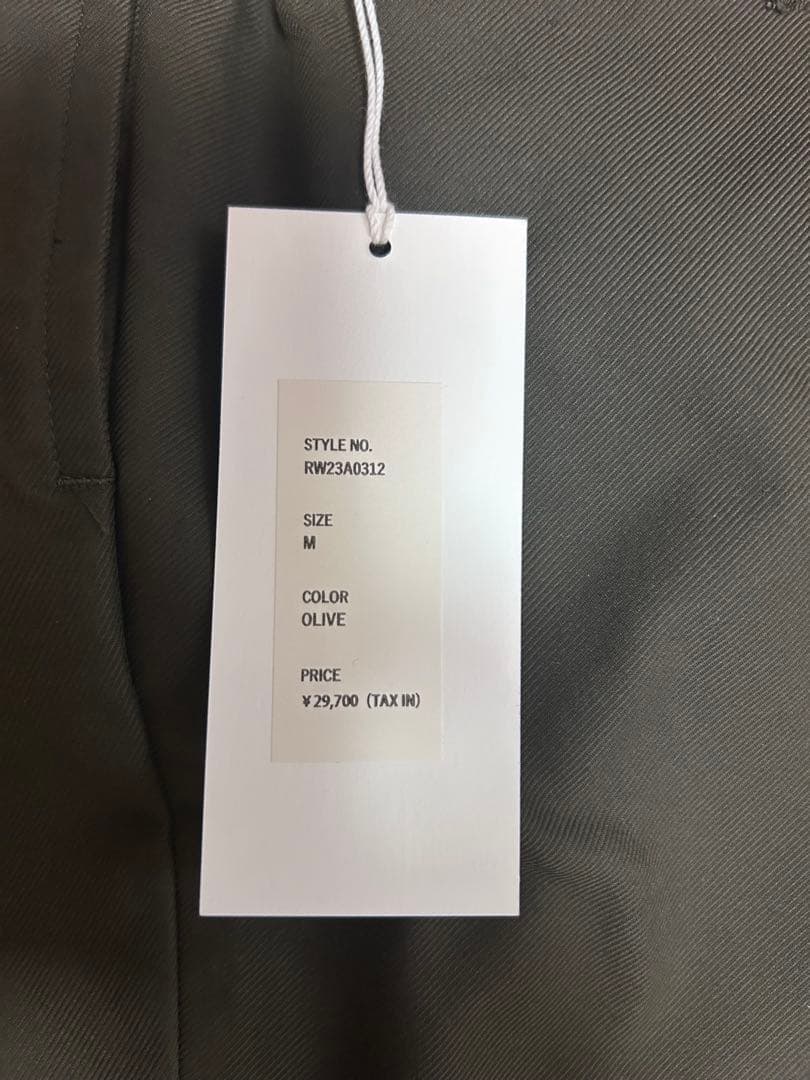 STYLE NO.
RW23A0312
SIZE
M
COLOR
OLIVE
PRICE
¥29,700 (TAX IN)